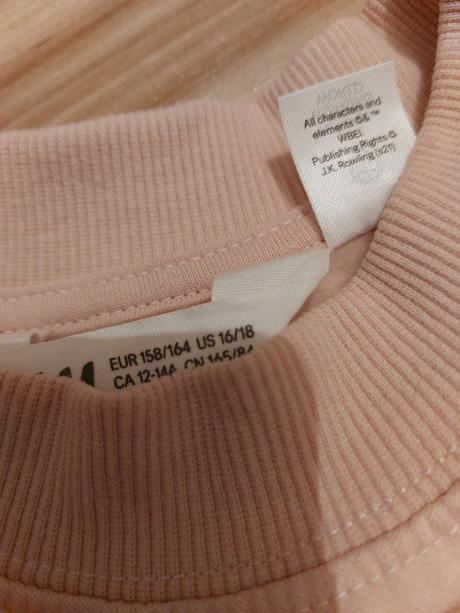 All characters and
elements ©& ™
WBEI.
Publishing Rights ©
J.K. Rowling (s21)
EUR 158/164 US 16/18
CA 12-14A CN 165/84